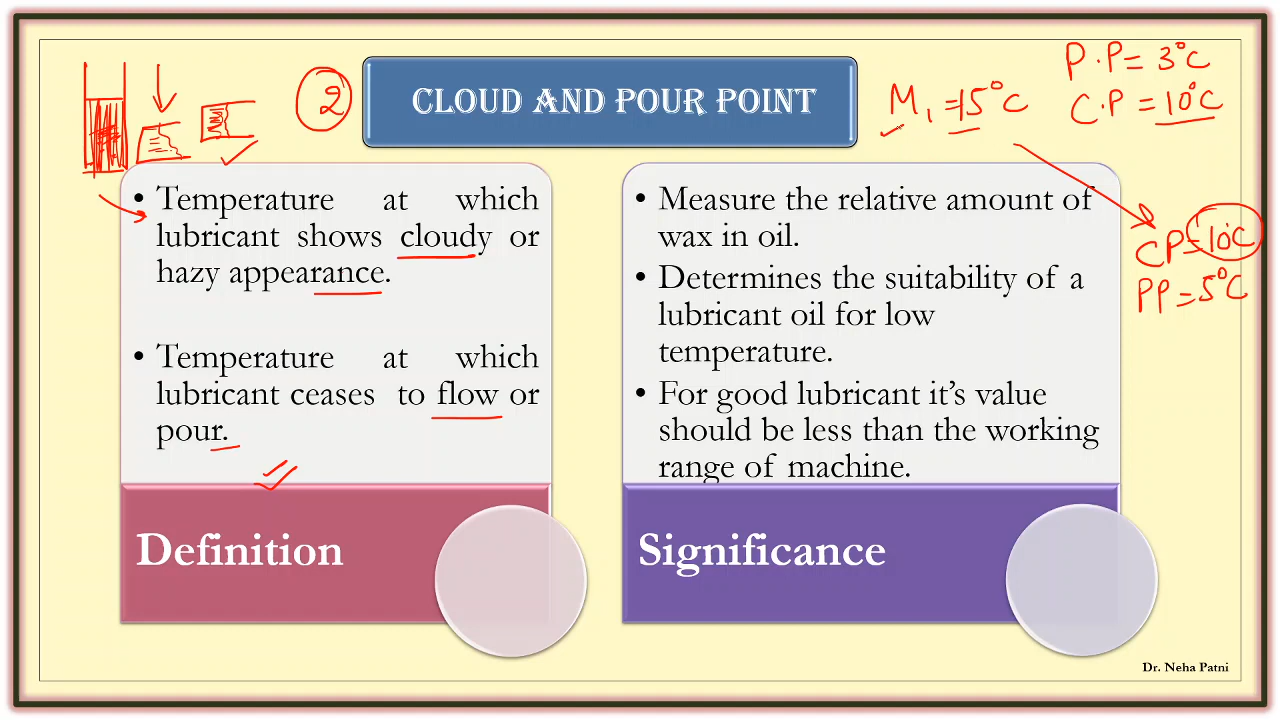 2
CLOUD AND POUR POINT
M₁ = 15°C
P.P = 3°C
C.P = 10°C
CP = 10°C
PP = 5°C
• Temperature at which
lubricant shows cloudy or
hazy appearance.
• Temperature at which
lubricant ceases to flow or
pour.
Definition
• Measure the relative amount of
wax in oil.
• Determines the suitability of a
lubricant oil for low
temperature.
• For good lubricant it's value
should be less than the working
range of machine.
Significance
Dr. Neha Patni